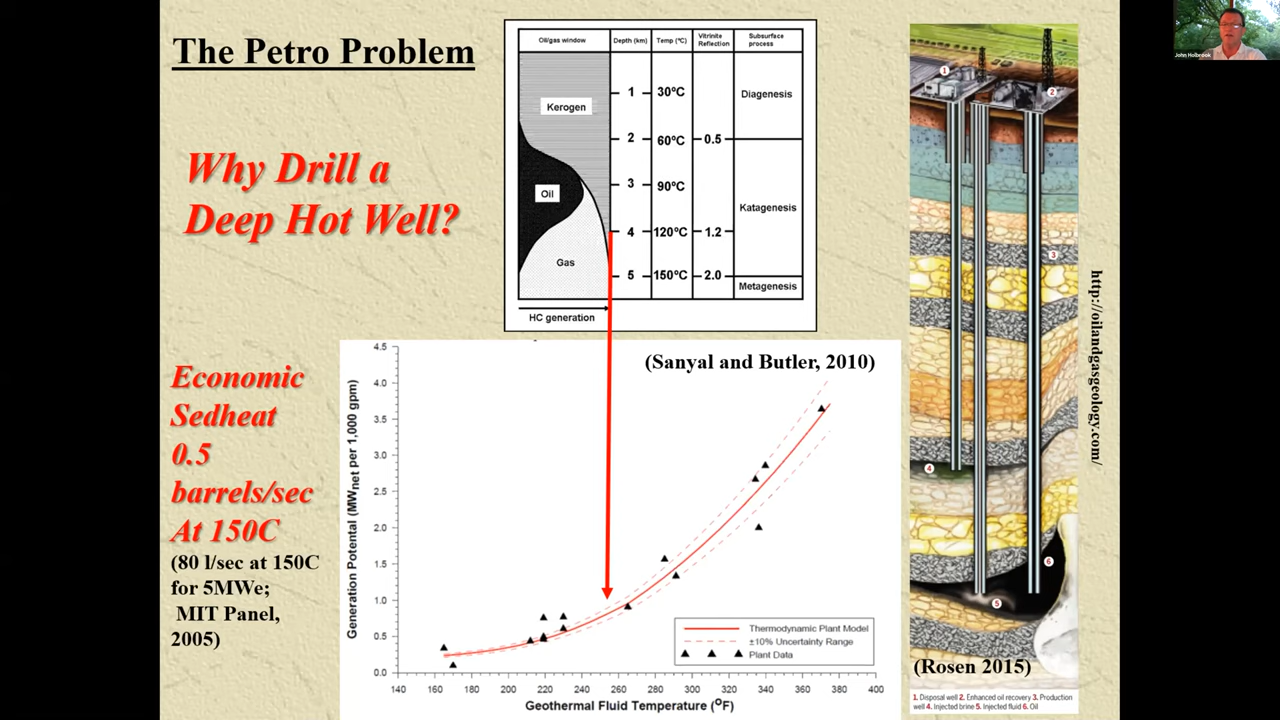 The Petro Problem
Why Drill a
Deep Hot Well?
Economic
Sedheat
0.5
barrels/sec
At 150C
(80 l/sec at 150C
for 5MWe;
MIT Panel,
2005)
Oil/gas window
Depth (km)
Temp (°C)
Vitrinite
Reflection
Subsurface
process
Kerogen
Oil
Gas
HC generation
1
30°C
Diagenesis
2
60°C
0.5
3
90°C
Katagenesis
4
120°C
1.2
5
150°C
2.0
Metagenesis
(Sanyal and Butler, 2010)
Generation Potential (MWnet per 1,000 gpm)
4.5
4.0
3.5
3.0
2.5
2.0
1.5
1.0
0.5
0.0
140 160 180 200 220 240 260 280 300 320 340 360 380 400
Geothermal Fluid Temperature (°F)
Thermodynamic Plant Model
±10% Uncertainty Range
Plant Data
1
2
3
4
5
6
http://oilandgasgeology.com/
(Rosen 2015)
1. Disposal well 2. Enhanced oil recovery 3. Production
well 4. Injected brine 5. Injected fluid 6. Oil
John Holbrook